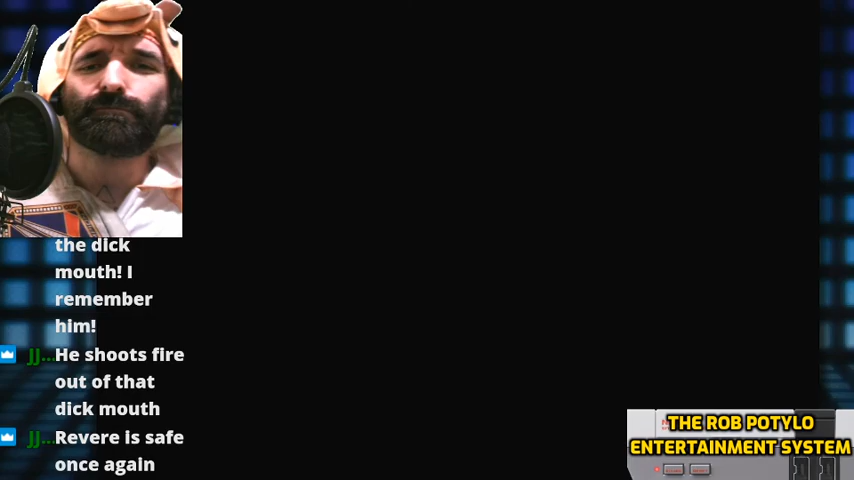 the dick
mouth! I
remember
him!
JJ... He shoots fire
out of that
dick mouth
JJ... Revere is safe
once again
THE ROB POTYLO
ENTERTAINMENT SYSTEM